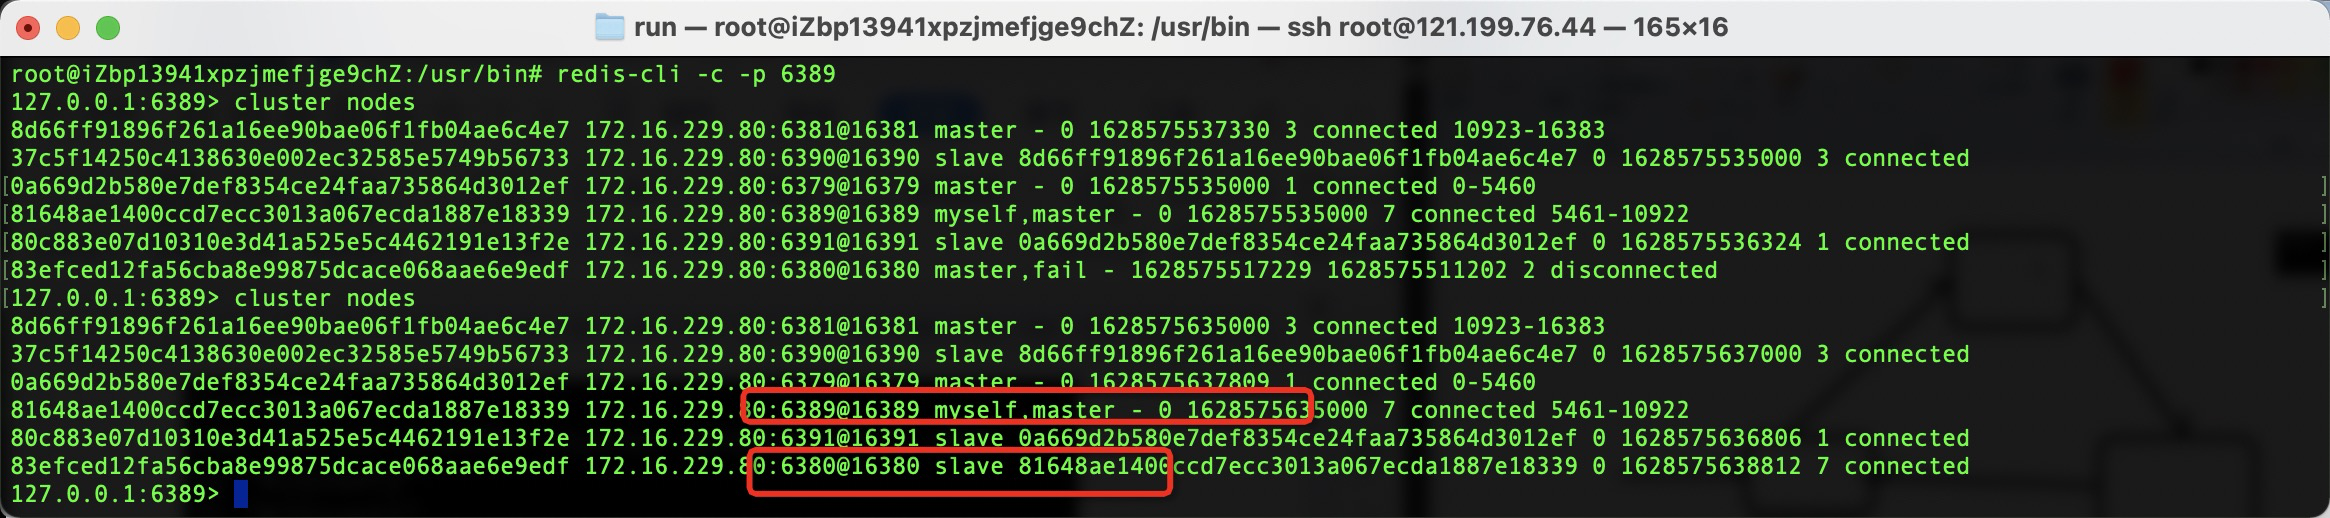 run — root@iZbp13941xpzjmefjge9chZ: /usr/bin — ssh root@121.199.76.44 — 165×16
root@iZbp13941xpzjmefjge9chZ:/usr/bin# redis-cli -c -p 6389
127.0.0.1:6389> cluster nodes
8d66ff91896f261a16ee90bae06f1fb04ae6c4e7 172.16.229.80:6381@16381 master - 0 1628575537330 3 connected 10923-16383
37c5f14250c4138630e002ec32585e5749b56733 172.16.229.80:6390@16390 slave 8d66ff91896f261a16ee90bae06f1fb04ae6c4e7 0 1628575535000 3 connected
[0a669d2b580e7def8354ce24faa735864d3012ef 172.16.229.80:6379@16379 master - 0 1628575535000 1 connected 0-5460 ]
[81648ae1400ccd7ecc3013a067ecda1887e18339 172.16.229.80:6389@16389 myself,master - 0 1628575535000 7 connected 5461-10922 ]
[80c883e07d10310e3d41a525e5c4462191e13f2e 172.16.229.80:6391@16391 slave 0a669d2b580e7def8354ce24faa735864d3012ef 0 1628575536324 1 connected ]
[83efced12fa56cba8e99875dcace068aae6e9edf 172.16.229.80:6380@16380 master,fail - 1628575517229 1628575511202 2 disconnected ]
[127.0.0.1:6389> cluster nodes ]
8d66ff91896f261a16ee90bae06f1fb04ae6c4e7 172.16.229.80:6381@16381 master - 0 1628575635000 3 connected 10923-16383
37c5f14250c4138630e002ec32585e5749b56733 172.16.229.80:6390@16390 slave 8d66ff91896f261a16ee90bae06f1fb04ae6c4e7 0 1628575637000 3 connected
0a669d2b580e7def8354ce24faa735864d3012ef 172.16.229.80:6379@16379 master - 0 1628575637809 1 connected 0-5460
81648ae1400ccd7ecc3013a067ecda1887e18339 172.16.229.80:6389@16389 myself,master - 0 1628575635000 7 connected 5461-10922
80c883e07d10310e3d41a525e5c4462191e13f2e 172.16.229.80:6391@16391 slave 0a669d2b580e7def8354ce24faa735864d3012ef 0 1628575636806 1 connected
83efced12fa56cba8e99875dcace068aae6e9edf 172.16.229.80:6380@16380 slave 81648ae1400ccd7ecc3013a067ecda1887e18339 0 1628575638812 7 connected
127.0.0.1:6389>